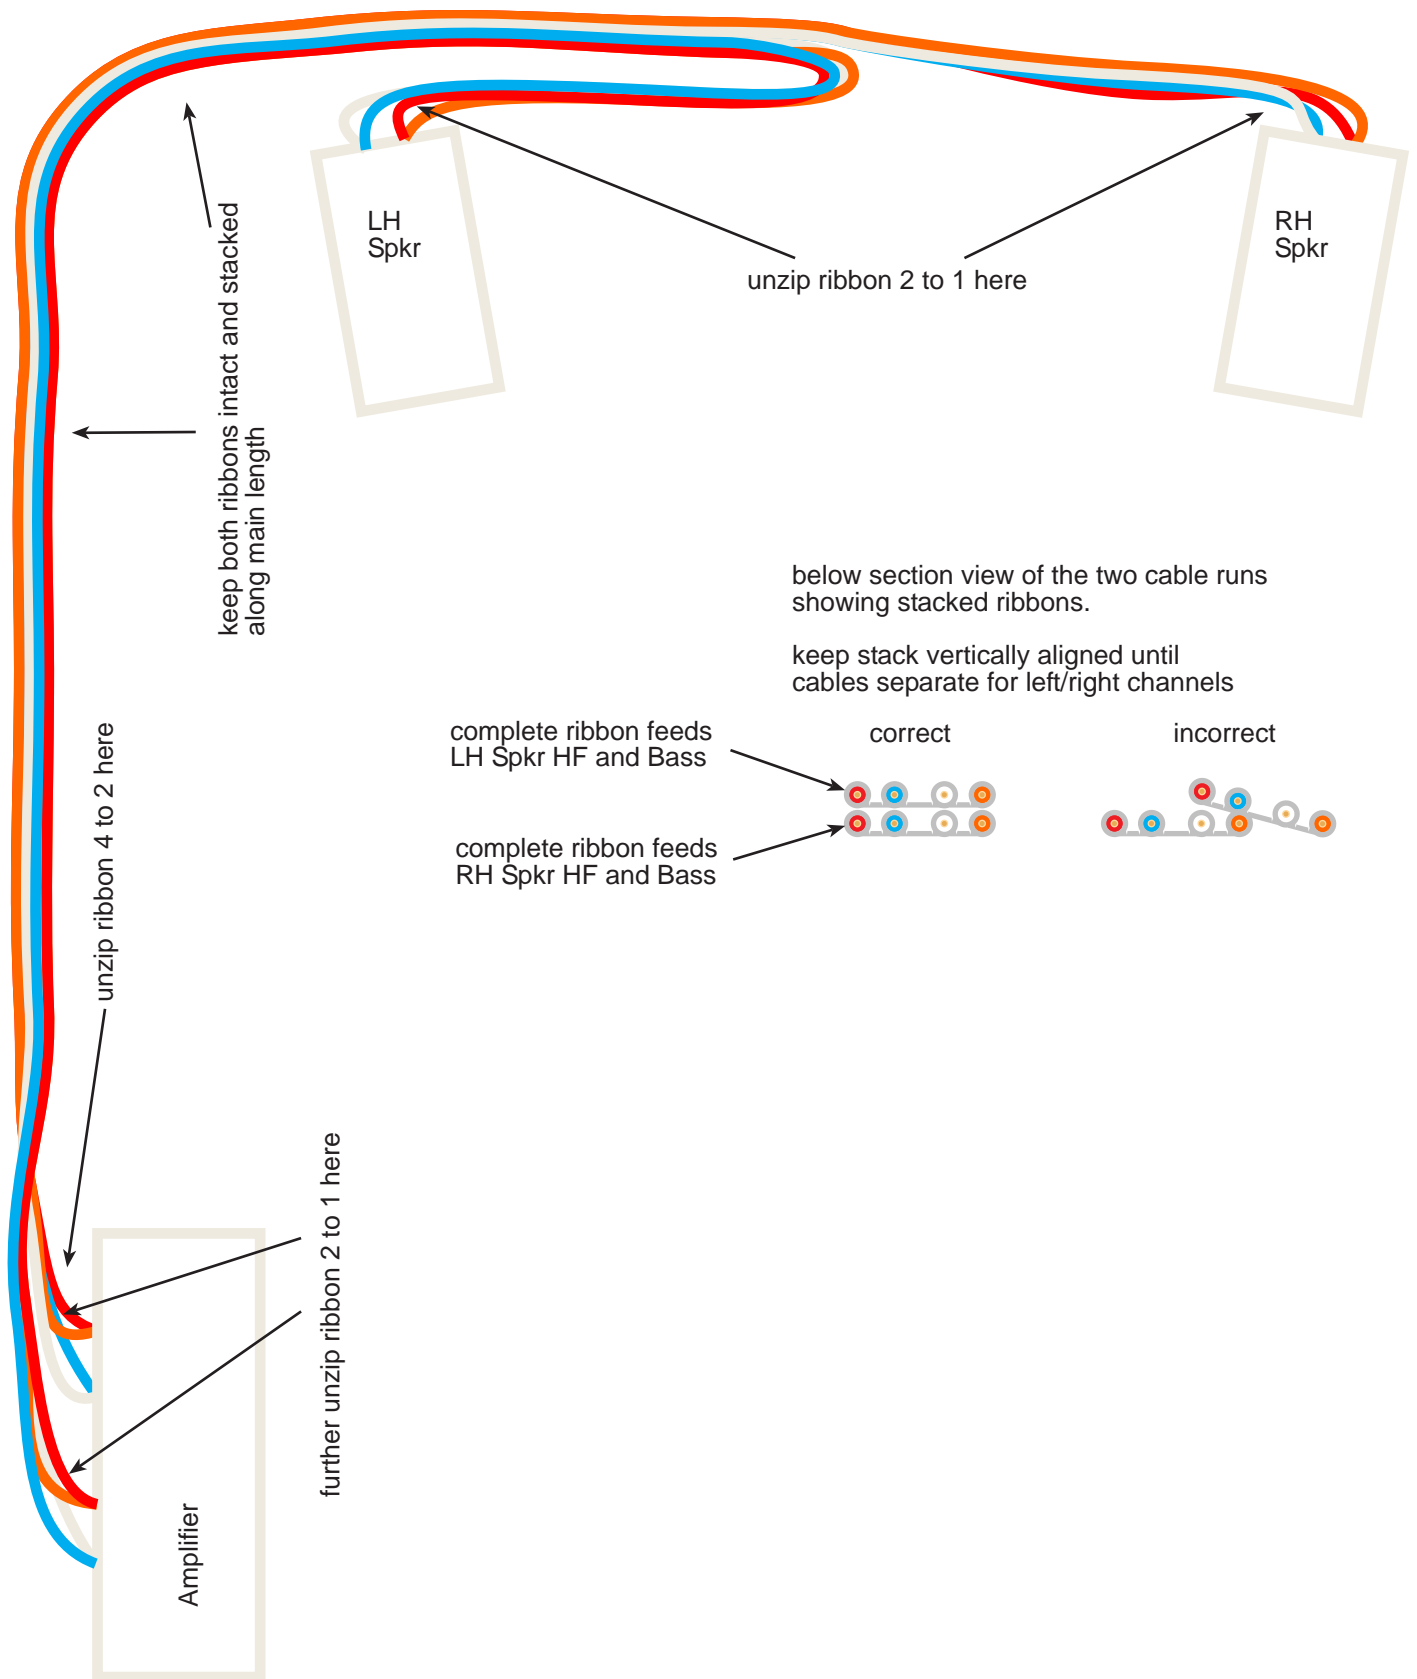 LH
Spkr
RH
Spkr
unzip ribbon 2 to 1 here
keep both ribbons intact and stacked
along main length
below section view of the two cable runs
showing stacked ribbons.
keep stack vertically aligned until
cables separate for left/right channels
complete ribbon feeds
LH Spkr HF and Bass
correct
incorrect
complete ribbon feeds
RH Spkr HF and Bass
unzip ribbon 4 to 2 here
further unzip ribbon 2 to 1 here
Amplifier